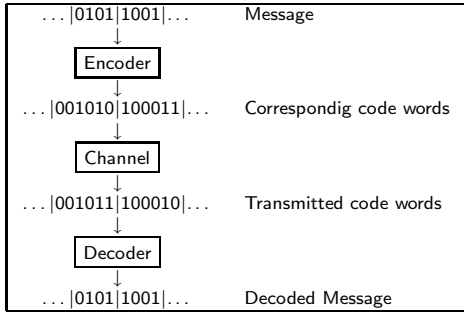 ...|0101|1001|... Message
Encoder
...|001010|100011|... Correspondig code words
Channel
...|001011|100010|... Transmitted code words
Decoder
...|0101|1001|... Decoded Message